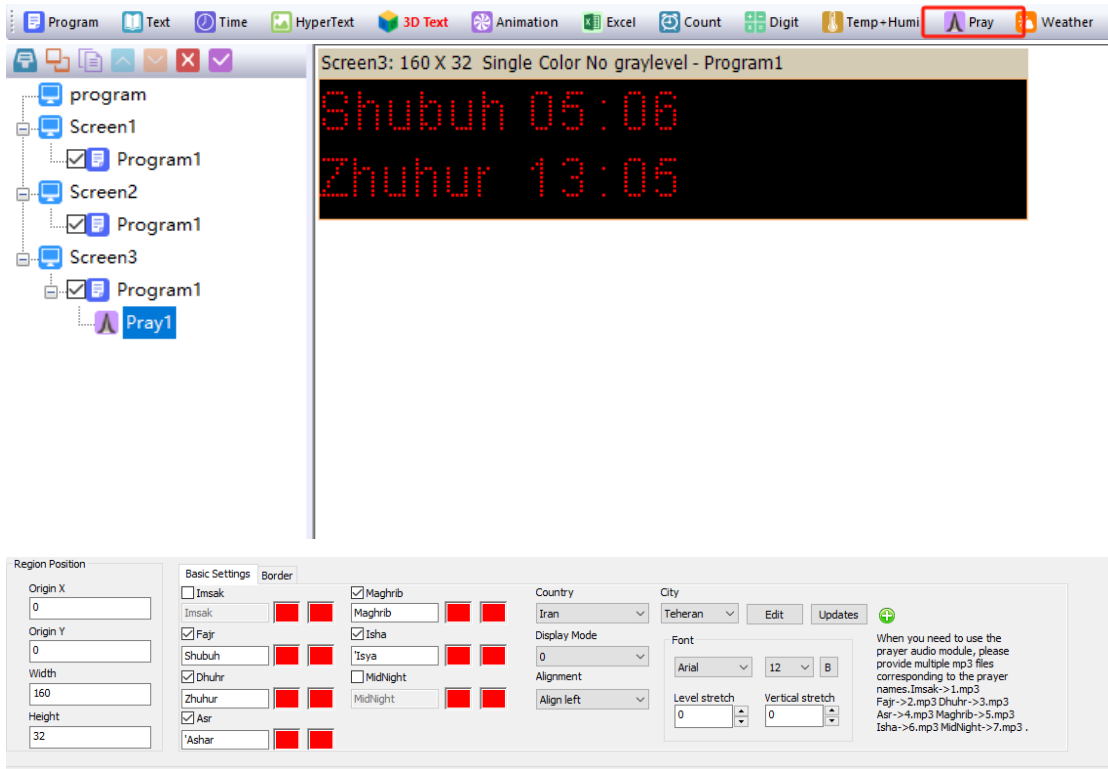 Program Text Time HyperText 3D Text Animation Excel Count Digit Temp+Humi Pray Weather
program
Screen1
Program1
Screen2
Program1
Screen3
Program1
Pray1
Screen3: 160 X 32 Single Color No graylevel - Program1
Shubuh 05:06
Zhuhur 13:05
Region Position
Origin X
0
Origin Y
0
Width
160
Height
32
Basic Settings Border
Imsak
Imsak
Fajr
Shubuh
Dhuhr
Zhuhur
Asr
'Ashar
Maghrib
Maghrib
Isha
'Isya
MidNight
MidNight
Country
Iran
Display Mode
0
Alignment
Align left
City
Teheran Edit Updates
Font
Arial 12 B
Level stretch Vertical stretch
0 0
When you need to use the
prayer audio module, please
provide multiple mp3 files
corresponding to the prayer
names.Imsak->1.mp3
Fajr->2.mp3 Dhuhr->3.mp3
Asr->4.mp3 Maghrib->5.mp3
Isha->6.mp3 MidNight->7.mp3 .